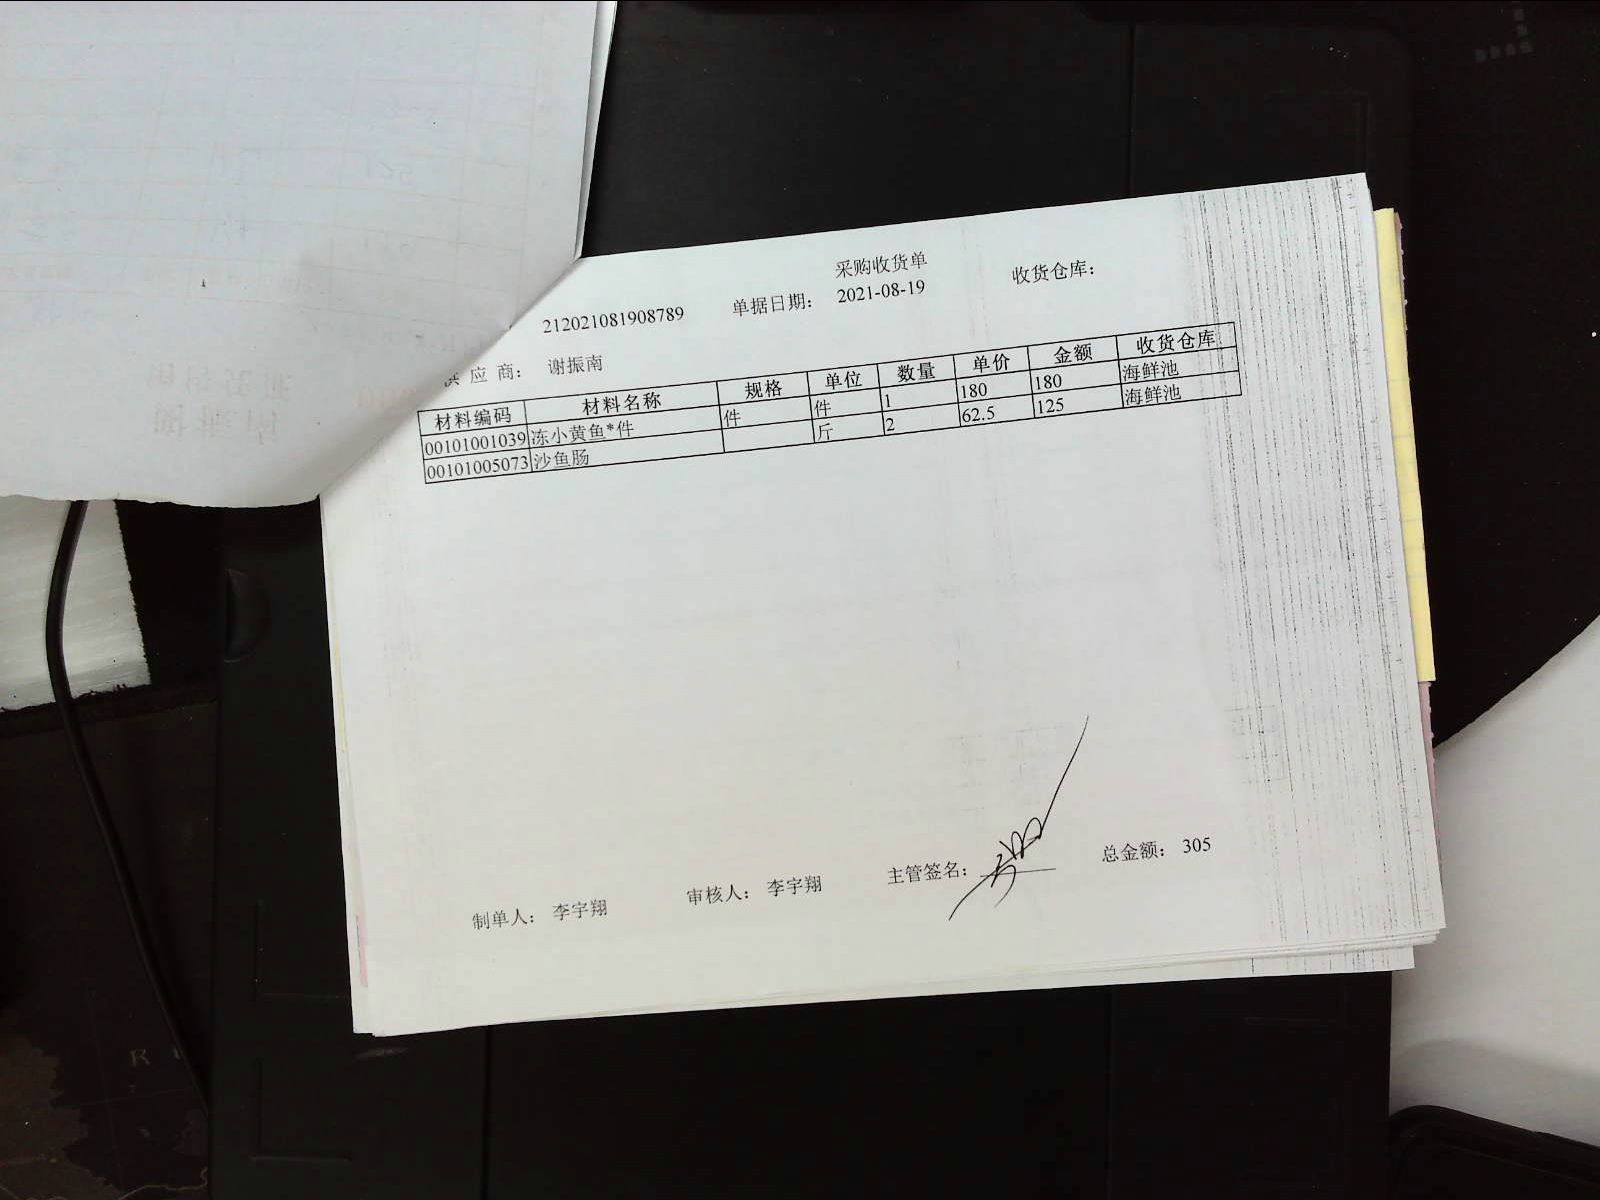 采购收货单
212021081908789 单据日期： 2021-08-19 收货仓库：
供 应 商： 谢振南
材料编码 材料名称 规格 单位 数量 单价 金额 收货仓库
00101001039 冻小黄鱼*件 件 件 1 180 180 海鲜池
00101005073 沙鱼肠 斤 2 62.5 125 海鲜池
制单人： 李宇翔 审核人： 李宇翔 主管签名： 总金额： 305